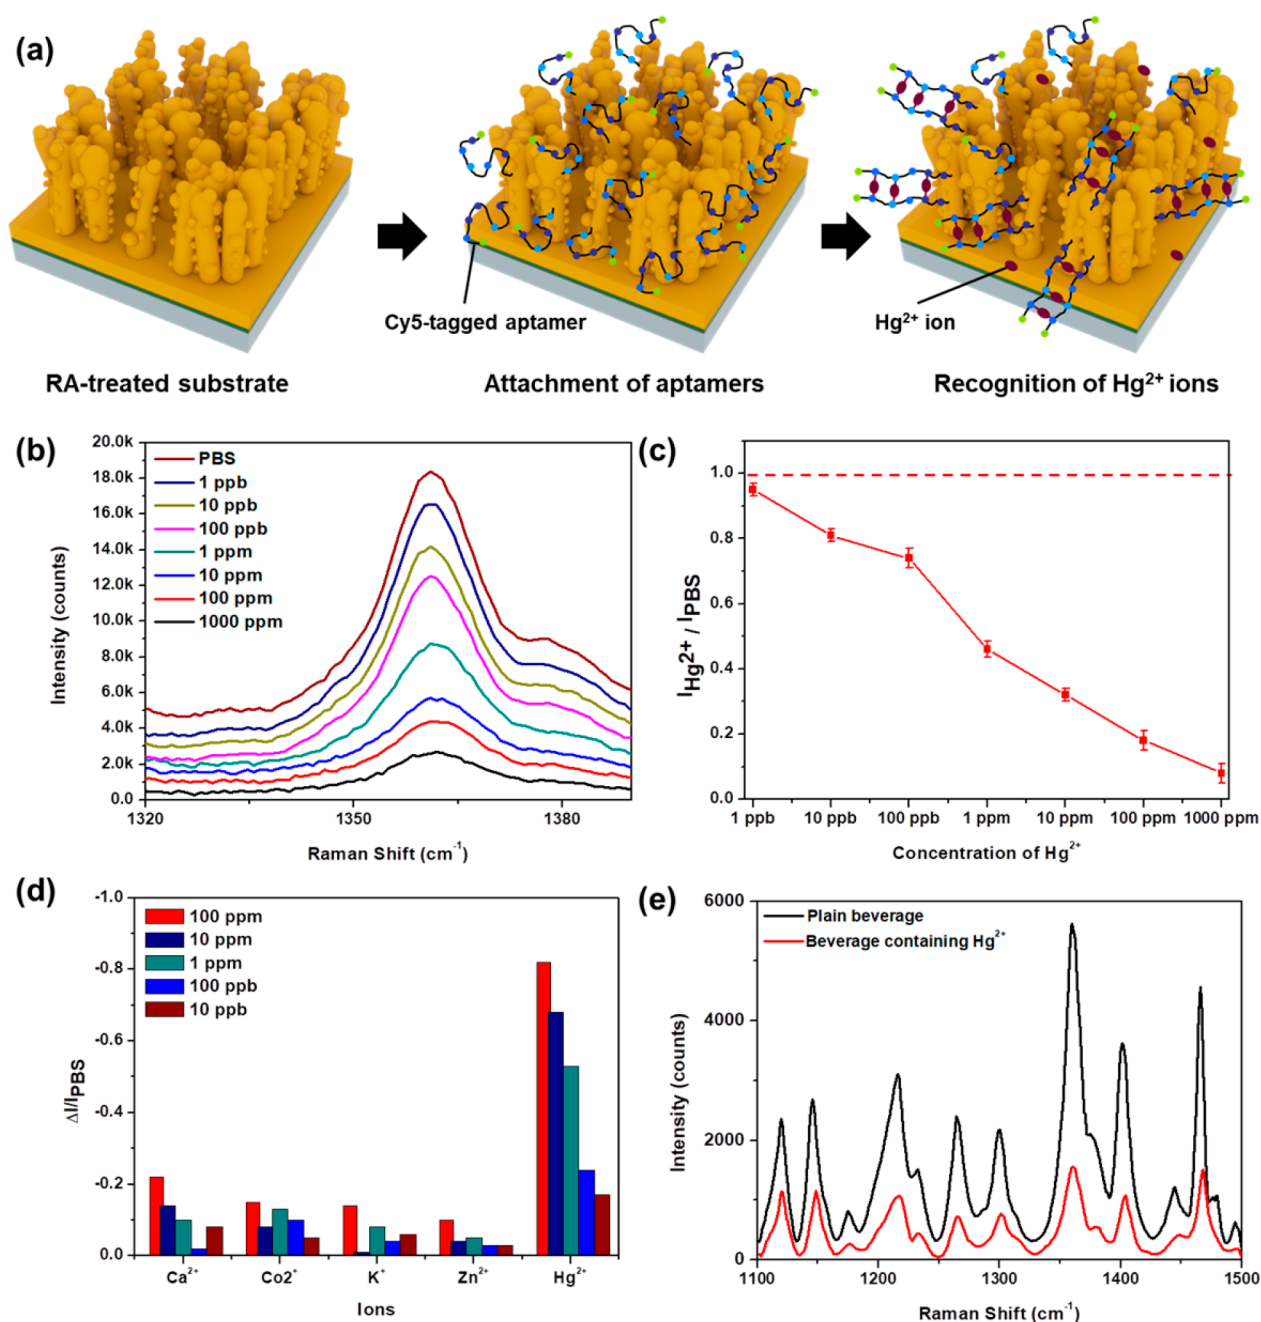 (a)
Cy5-tagged aptamer
Hg²⁺ ion
RA-treated substrate
Attachment of aptamers
Recognition of Hg²⁺ ions
(b)
20.0k
18.0k
16.0k
14.0k
12.0k
10.0k
8.0k
6.0k
4.0k
2.0k
0.0
Intensity (counts)
PBS
1 ppb
10 ppb
100 ppb
1 ppm
10 ppm
100 ppm
1000 ppm
1320
1350
1380
Raman Shift (cm⁻¹)
(c)
1.0
0.8
0.6
0.4
0.2
0.0
I_Hg2+ / I_PBS
1 ppb
10 ppb
100 ppb
1 ppm
10 ppm
100 ppm
1000 ppm
Concentration of Hg²⁺
(d)
-1.0
-0.8
-0.6
-0.4
-0.2
0.0
ΔI/I_PBS
100 ppm
10 ppm
1 ppm
100 ppb
10 ppb
Ca²⁺
Co2⁺
K⁺
Zn²⁺
Hg²⁺
Ions
(e)
6000
4000
2000
0
Intensity (counts)
Plain beverage
Beverage containing Hg²⁺
1100
1200
1300
1400
1500
Raman Shift (cm⁻¹)